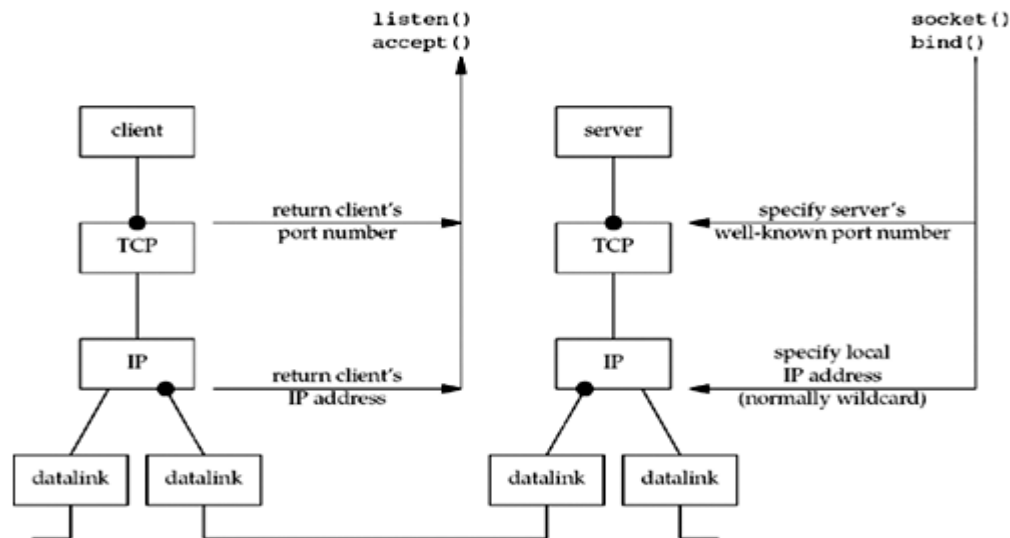 listen()
accept()
socket()
bind()
client
server
return client's
port number
specify server's
well-known port number
TCP
TCP
IP
IP
return client's
IP address
specify local
IP address
(normally wildcard)
datalink
datalink
datalink
datalink